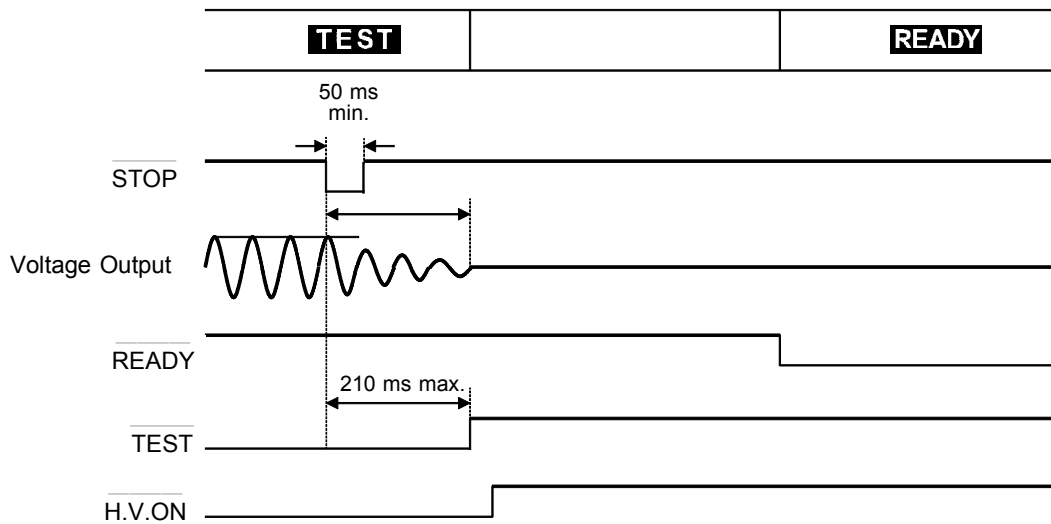 TEST
READY
50 ms
min.
STOP
Voltage Output
READY
210 ms max.
TEST
H.V.ON